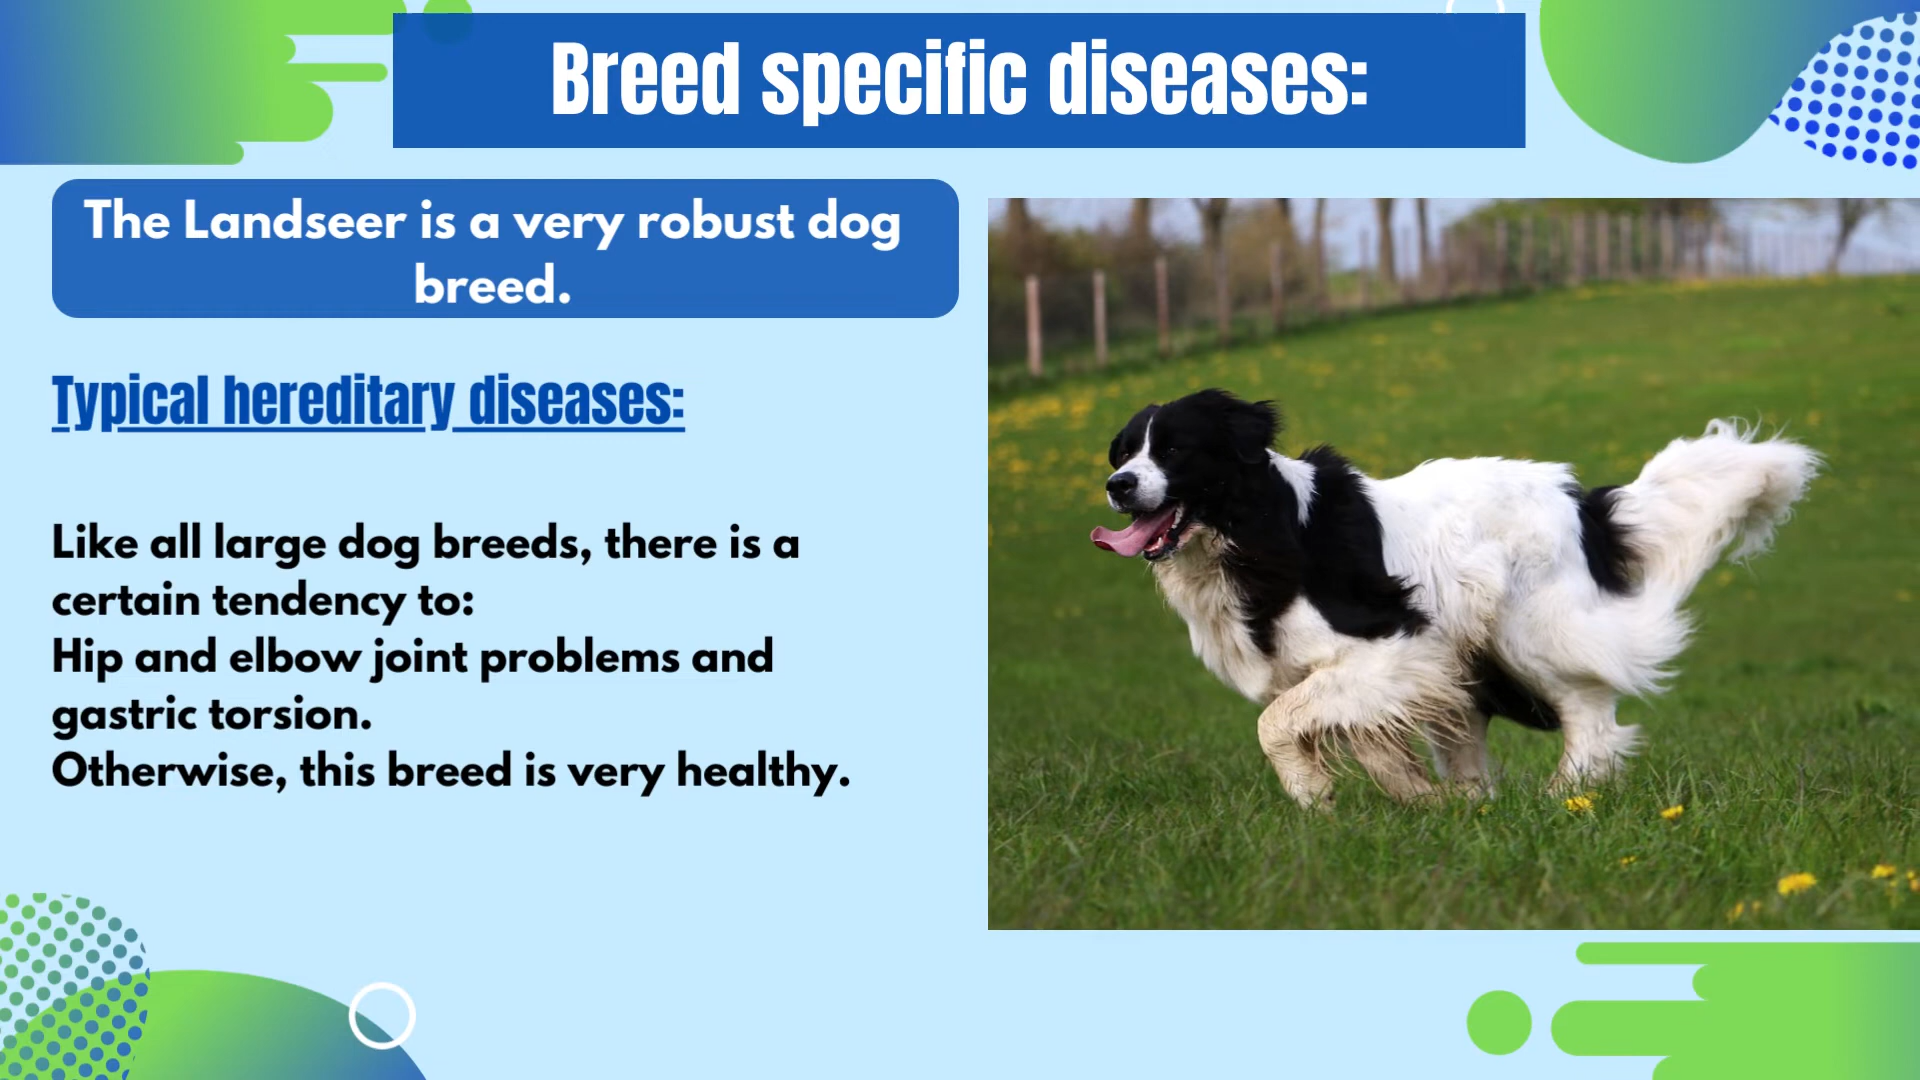 Breed specific diseases:
The Landseer is a very robust dog
breed.
Typical hereditary diseases:
Like all large dog breeds, there is a
certain tendency to:
Hip and elbow joint problems and
gastric torsion.
Otherwise, this breed is very healthy.